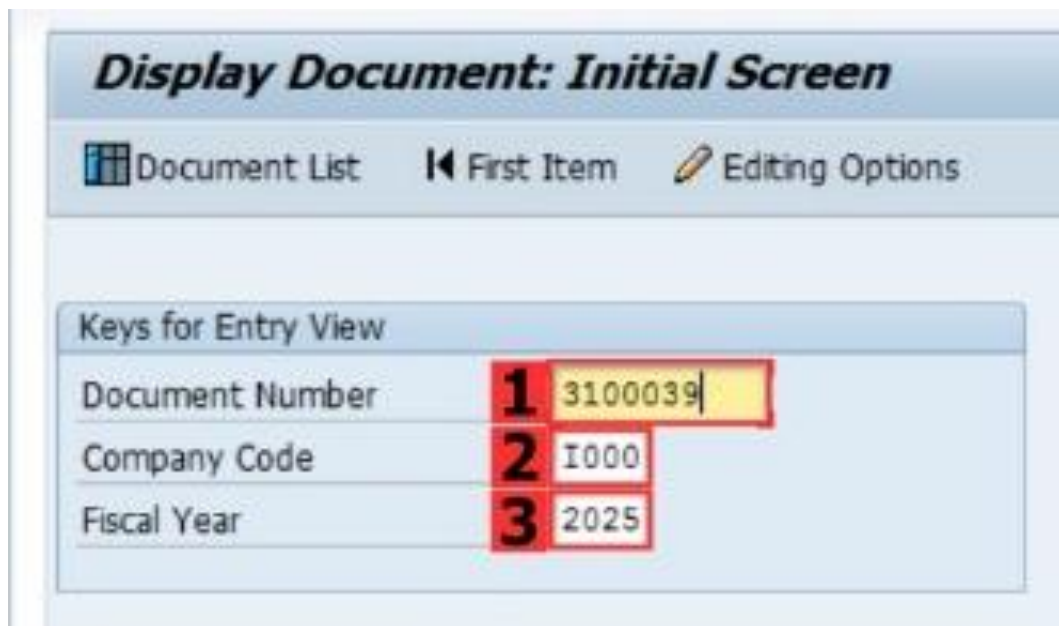 Display Document: Initial Screen
Document List First Item Editing Options
Keys for Entry View
Document Number 1 3100039
Company Code 2 I000
Fiscal Year 3 2025